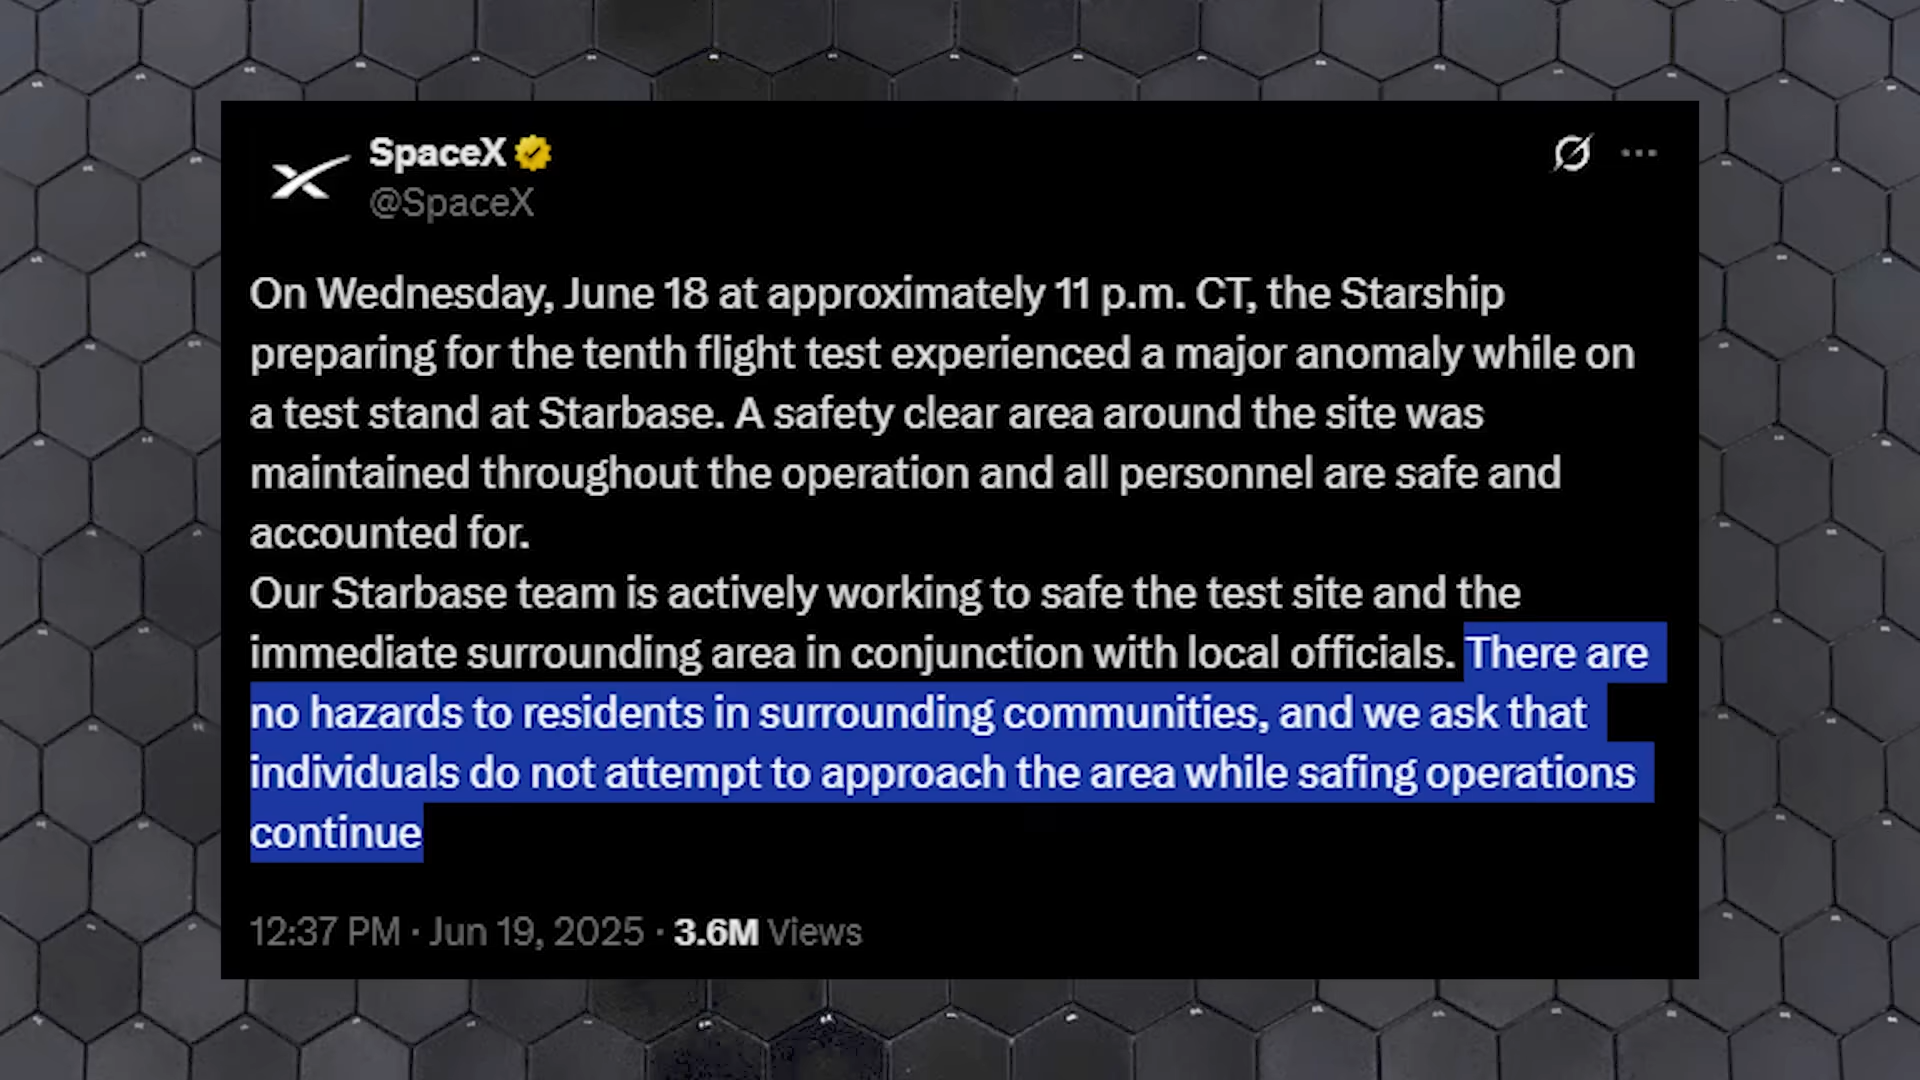 SpaceX
@SpaceX
On Wednesday, June 18 at approximately 11 p.m. CT, the Starship
preparing for the tenth flight test experienced a major anomaly while on
a test stand at Starbase. A safety clear area around the site was
maintained throughout the operation and all personnel are safe and
accounted for.
Our Starbase team is actively working to safe the test site and the
immediate surrounding area in conjunction with local officials. There are
no hazards to residents in surrounding communities, and we ask that
individuals do not attempt to approach the area while safing operations
continue
12:37 PM · Jun 19, 2025 · 3.6M Views